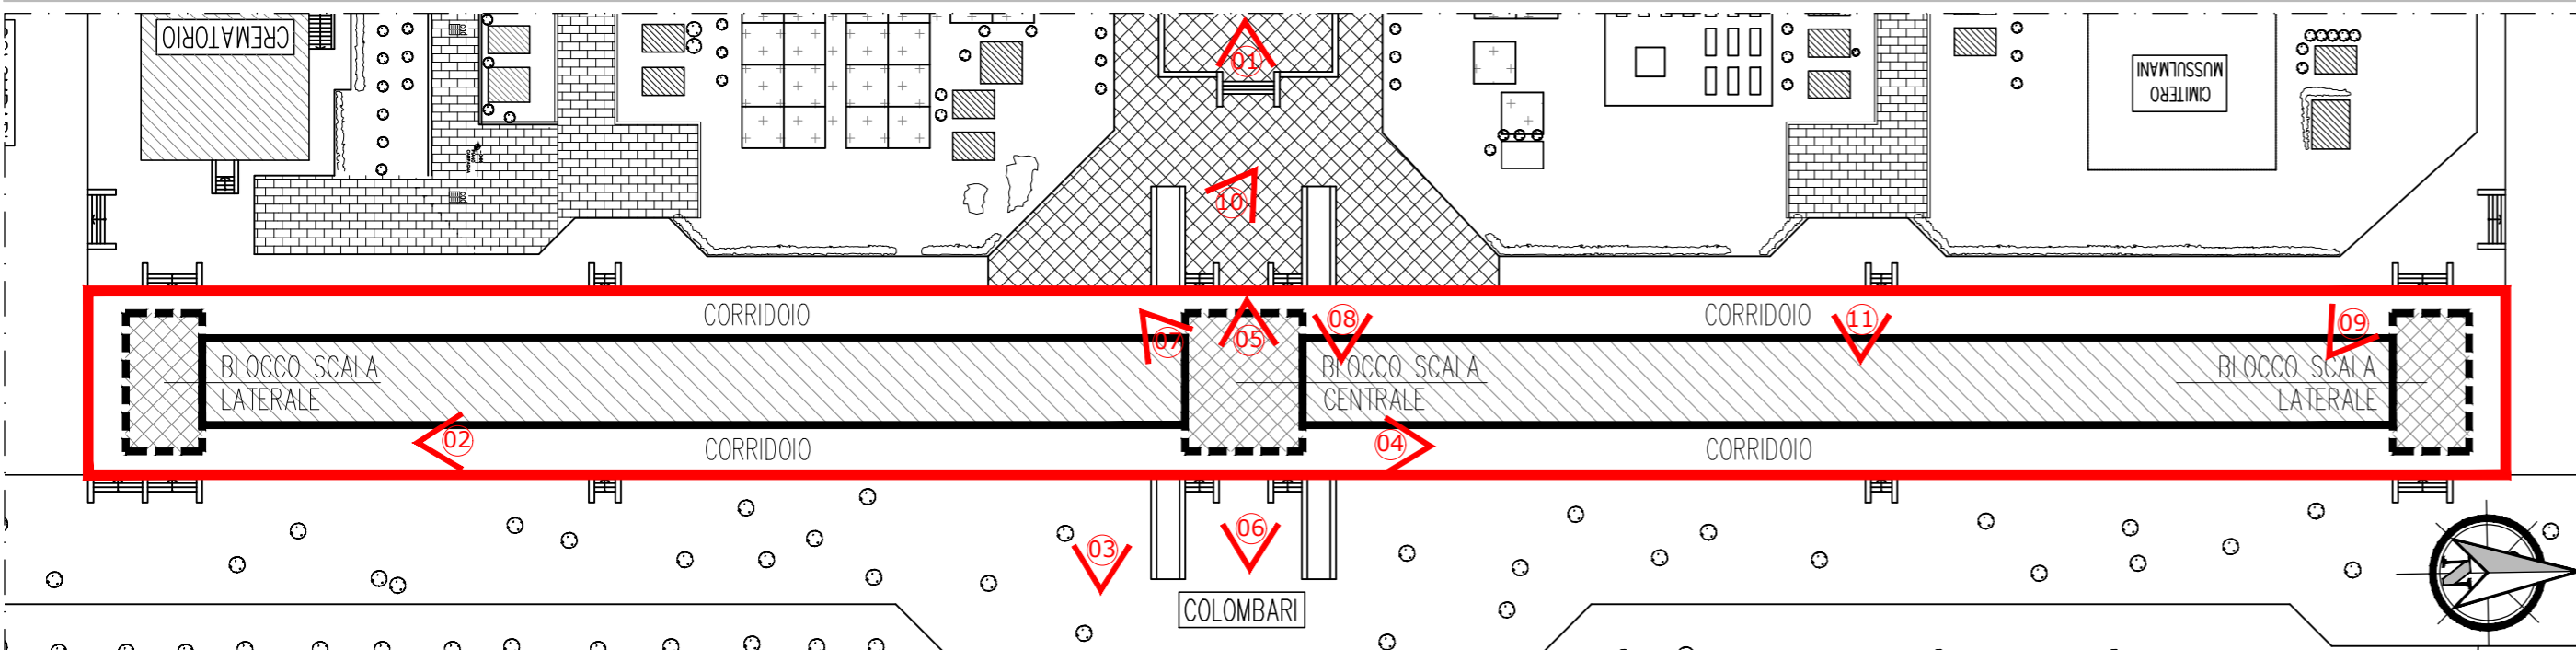 CREMATORIO
01
CIMITERO
MUSSULMANI
10
CORRIDOIO
CORRIDOIO
07
05
08
11
09
BLOCCO SCALA
LATERALE
BLOCCO SCALA
CENTRALE
BLOCCO SCALA
LATERALE
02
CORRIDOIO
04
CORRIDOIO
03
06
COLOMBARI
N